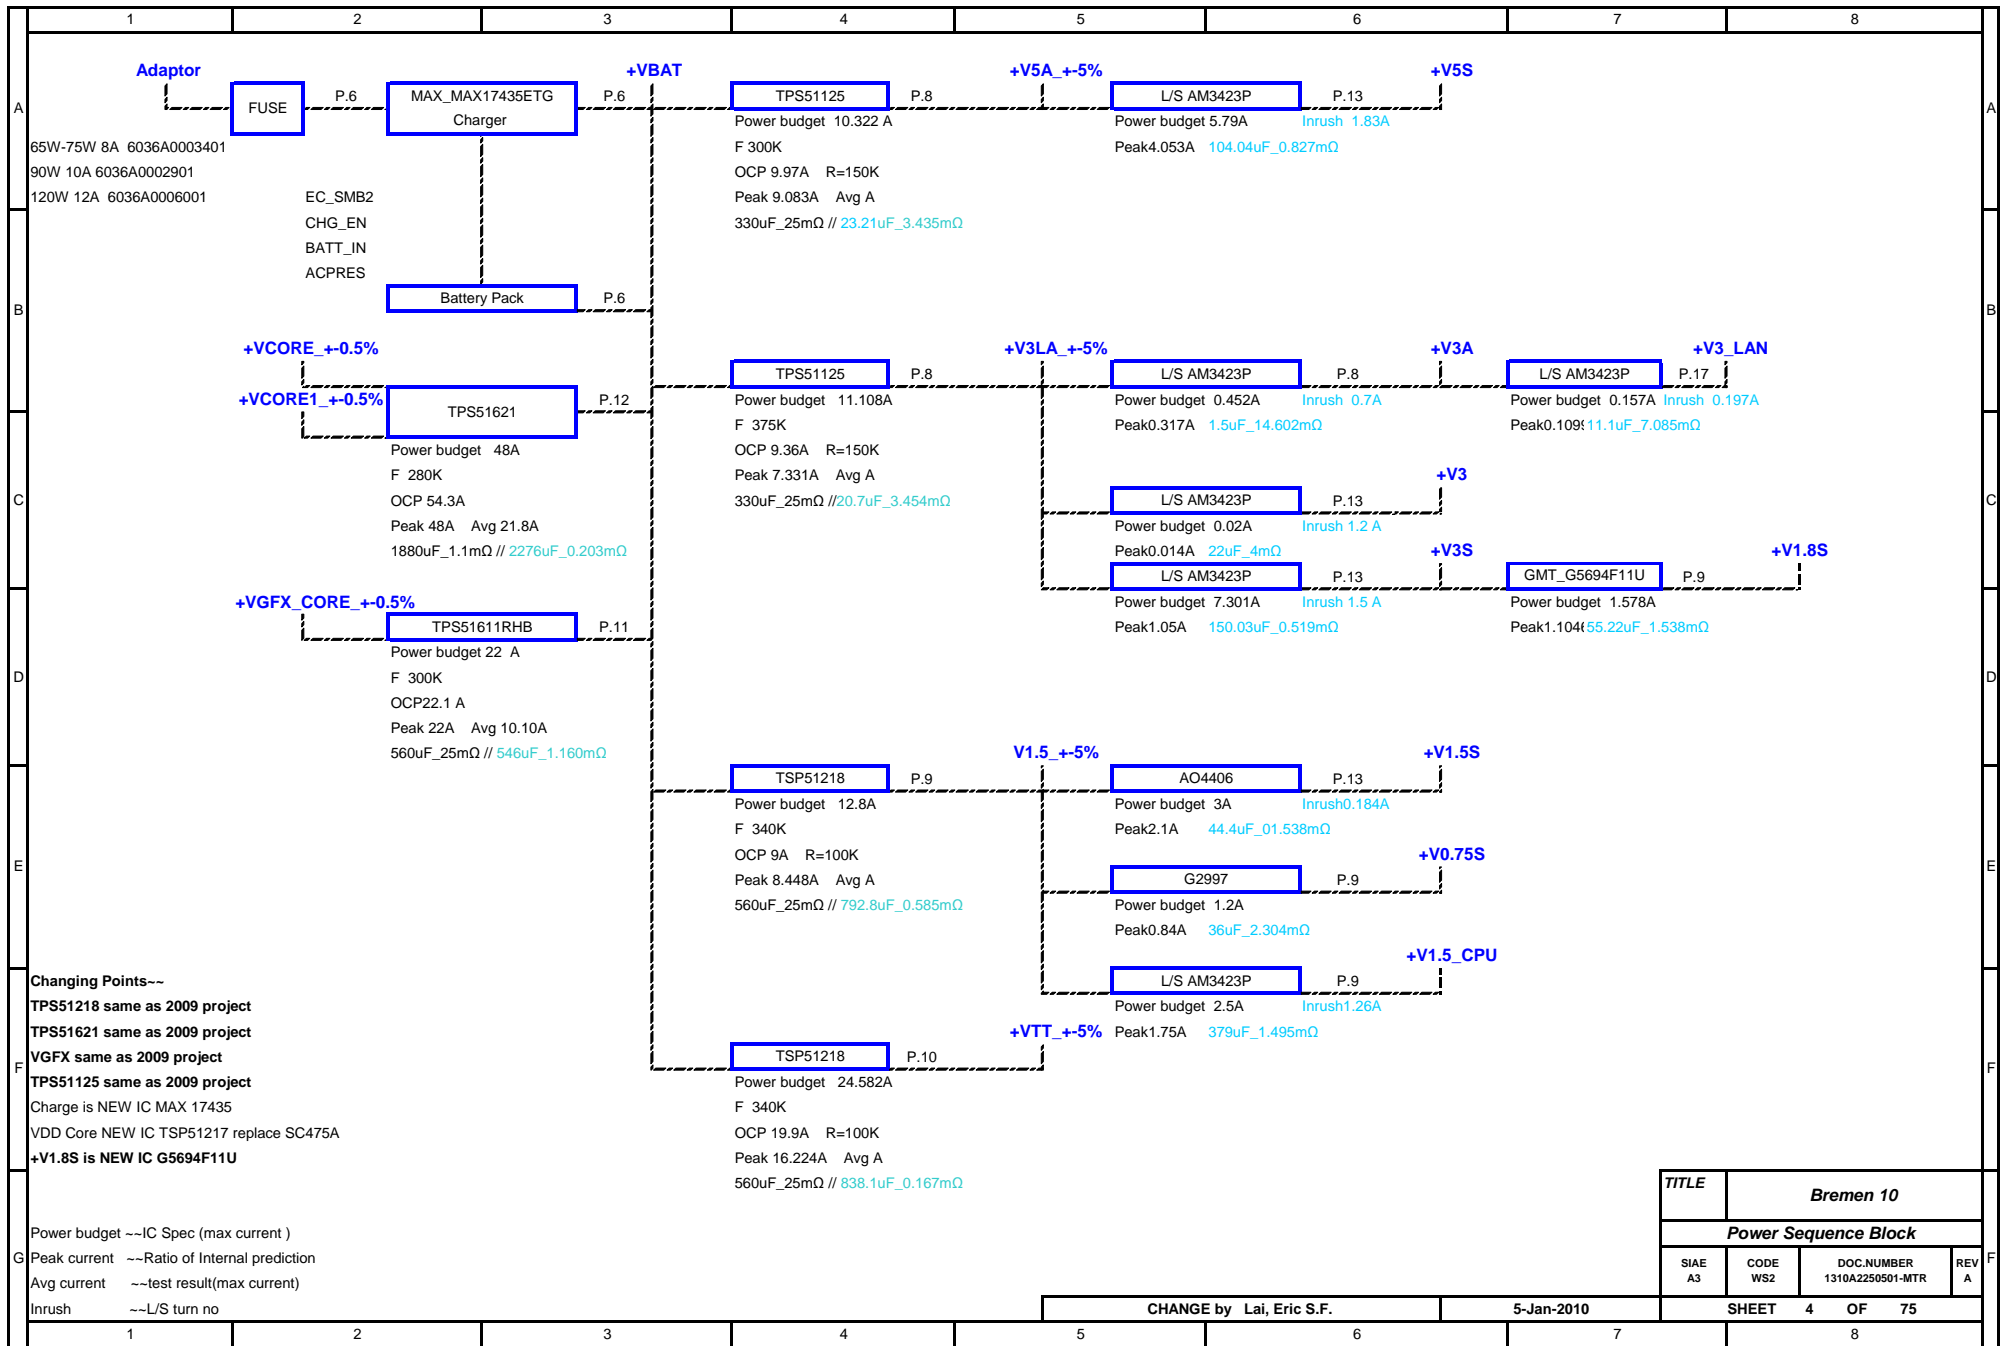 1 2 3 4 5 6 7 8
A
A
Adaptor
FUSE
P.6
MAX_MAX17435ETG
Charger
P.6
+VBAT
65W-75W 8A 6036A0003401
90W 10A 6036A0002901
120W 12A 6036A0006001
EC_SMB2
CHG_EN
BATT_IN
ACPRES
Battery Pack
P.6
TPS51125
P.8
+V5A_+-5%
Power budget 10.322 A
F 300K
OCP 9.97A R=150K
Peak 9.083A Avg A
330uF_25mΩ // 23.21uF_3.435mΩ
L/S AM3423P
P.13
+V5S
Power budget 5.79A Inrush 1.83A
Peak4.053A 104.04uF_0.827mΩ
B
B
+VCORE_+-0.5%
+VCORE1_+-0.5%
TPS51621
P.12
Power budget 48A
F 280K
OCP 54.3A
Peak 48A Avg 21.8A
1880uF_1.1mΩ // 2276uF_0.203mΩ
TPS51125
P.8
+V3LA_+-5%
Power budget 11.108A
F 375K
OCP 9.36A R=150K
Peak 7.331A Avg A
330uF_25mΩ //20.7uF_3.454mΩ
L/S AM3423P
P.8
+V3A
Power budget 0.452A Inrush 0.7A
Peak0.317A 1.5uF_14.602mΩ
L/S AM3423P
P.17
+V3_LAN
Power budget 0.157A Inrush 0.197A
Peak0.109 11.1uF_7.085mΩ
C
C
L/S AM3423P
P.13
+V3
Power budget 0.02A Inrush 1.2 A
Peak0.014A 22uF_4mΩ
L/S AM3423P
P.13
+V3S
Power budget 7.301A Inrush 1.5 A
Peak1.05A 150.03uF_0.519mΩ
GMT_G5694F11U
P.9
+V1.8S
Power budget 1.578A
Peak1.104 55.22uF_1.538mΩ
+VGFX_CORE_+-0.5%
TPS51611RHB
P.11
Power budget 22 A
F 300K
OCP22.1 A
Peak 22A Avg 10.10A
560uF_25mΩ // 546uF_1.160mΩ
D
D
TSP51218
P.9
V1.5_+-5%
Power budget 12.8A
F 340K
OCP 9A R=100K
Peak 8.448A Avg A
560uF_25mΩ // 792.8uF_0.585mΩ
AO4406
P.13
+V1.5S
Power budget 3A Inrush0.184A
Peak2.1A 44.4uF_01.538mΩ
E
E
G2997
P.9
+V0.75S
Power budget 1.2A
Peak0.84A 36uF_2.304mΩ
L/S AM3423P
P.9
+V1.5_CPU
Power budget 2.5A Inrush1.26A
Peak1.75A 379uF_1.495mΩ
TSP51218
P.10
+VTT_+-5%
Power budget 24.582A
F 340K
OCP 19.9A R=100K
Peak 16.224A Avg A
560uF_25mΩ // 838.1uF_0.167mΩ
Changing Points~~
TPS51218 same as 2009 project
TPS51621 same as 2009 project
VGFX same as 2009 project
TPS51125 same as 2009 project
Charge is NEW IC MAX 17435
VDD Core NEW IC TSP51217 replace SC475A
+V1.8S is NEW IC G5694F11U
F
F
Power budget ~~IC Spec (max current )
Peak current ~~Ratio of Internal prediction
Avg current ~~test result(max current)
Inrush ~~L/S turn no
G
F
TITLE
Bremen 10
Power Sequence Block
SIAE
A3
CODE
WS2
DOC.NUMBER
1310A2250501-MTR
REV
A
CHANGE by Lai, Eric S.F.
5-Jan-2010
SHEET 4 OF 75
1 2 3 4 5 6 7 8